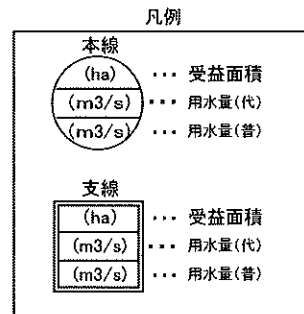 凡例
本線
(ha) ・・・ 受益面積
(m3/s) ・・・ 用水量(代)
(m3/s) ・・・ 用水量(普)
支線
(ha) ・・・ 受益面積
(m3/s) ・・・ 用水量(代)
(m3/s) ・・・ 用水量(普)